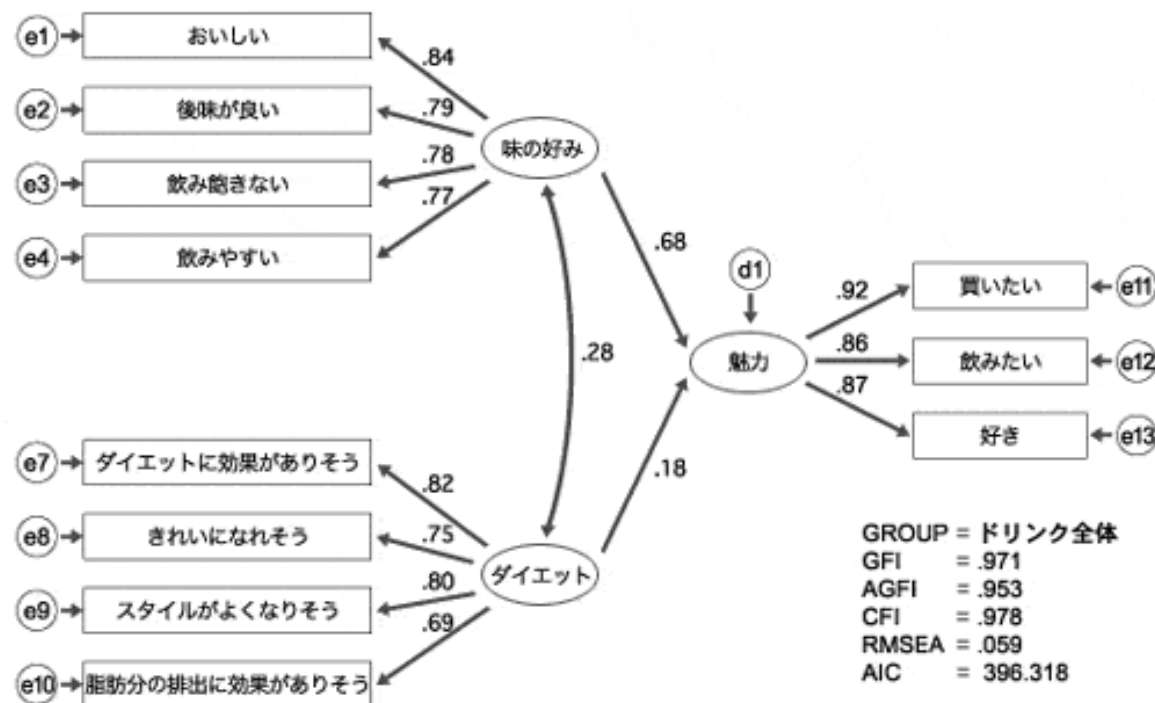 e1
おいしい
.84
e2
後味が良い
.79
味の好み
e3
飲み飽きない
.78
e4
飲みやすい
.77
.68
d1
.92
買いたい
e11
.28
魅力
.86
飲みたい
e12
.87
好き
e13
.18
e7
ダイエットに効果がありそう
.82
e8
きれいになれそう
.75
ダイエット
e9
スタイルがよくなりそう
.80
e10
脂肪分の排出に効果がありそう
.69
GROUP = ドリンク全体
GFI = .971
AGFI = .953
CFI = .978
RMSEA = .059
AIC = 396.318